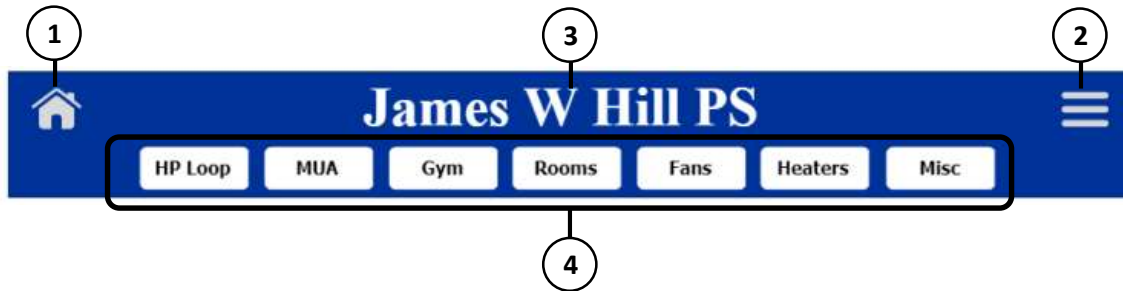 1 3 2
James W Hill PS
HP Loop MUA Gym Rooms Fans Heaters Misc
4